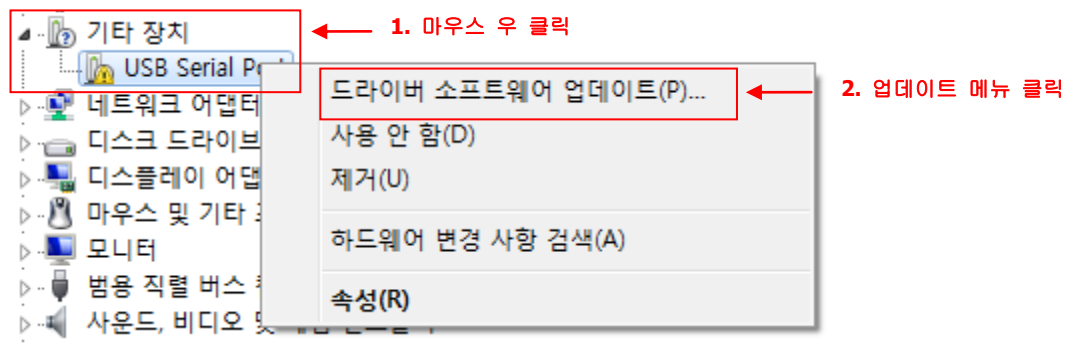 기타 장치
1. 마우스 우 클릭
USB Serial
드라이버 소프트웨어 업데이트(P)...
2. 업데이트 메뉴 클릭
네트워크 어댑터
사용 안 함(D)
디스크 드라이브
제거(U)
디스플레이 어댑
마우스 및 기타
하드웨어 변경 사항 검색(A)
모니터
범용 직렬 버스
속성(R)
사운드, 비디오 및